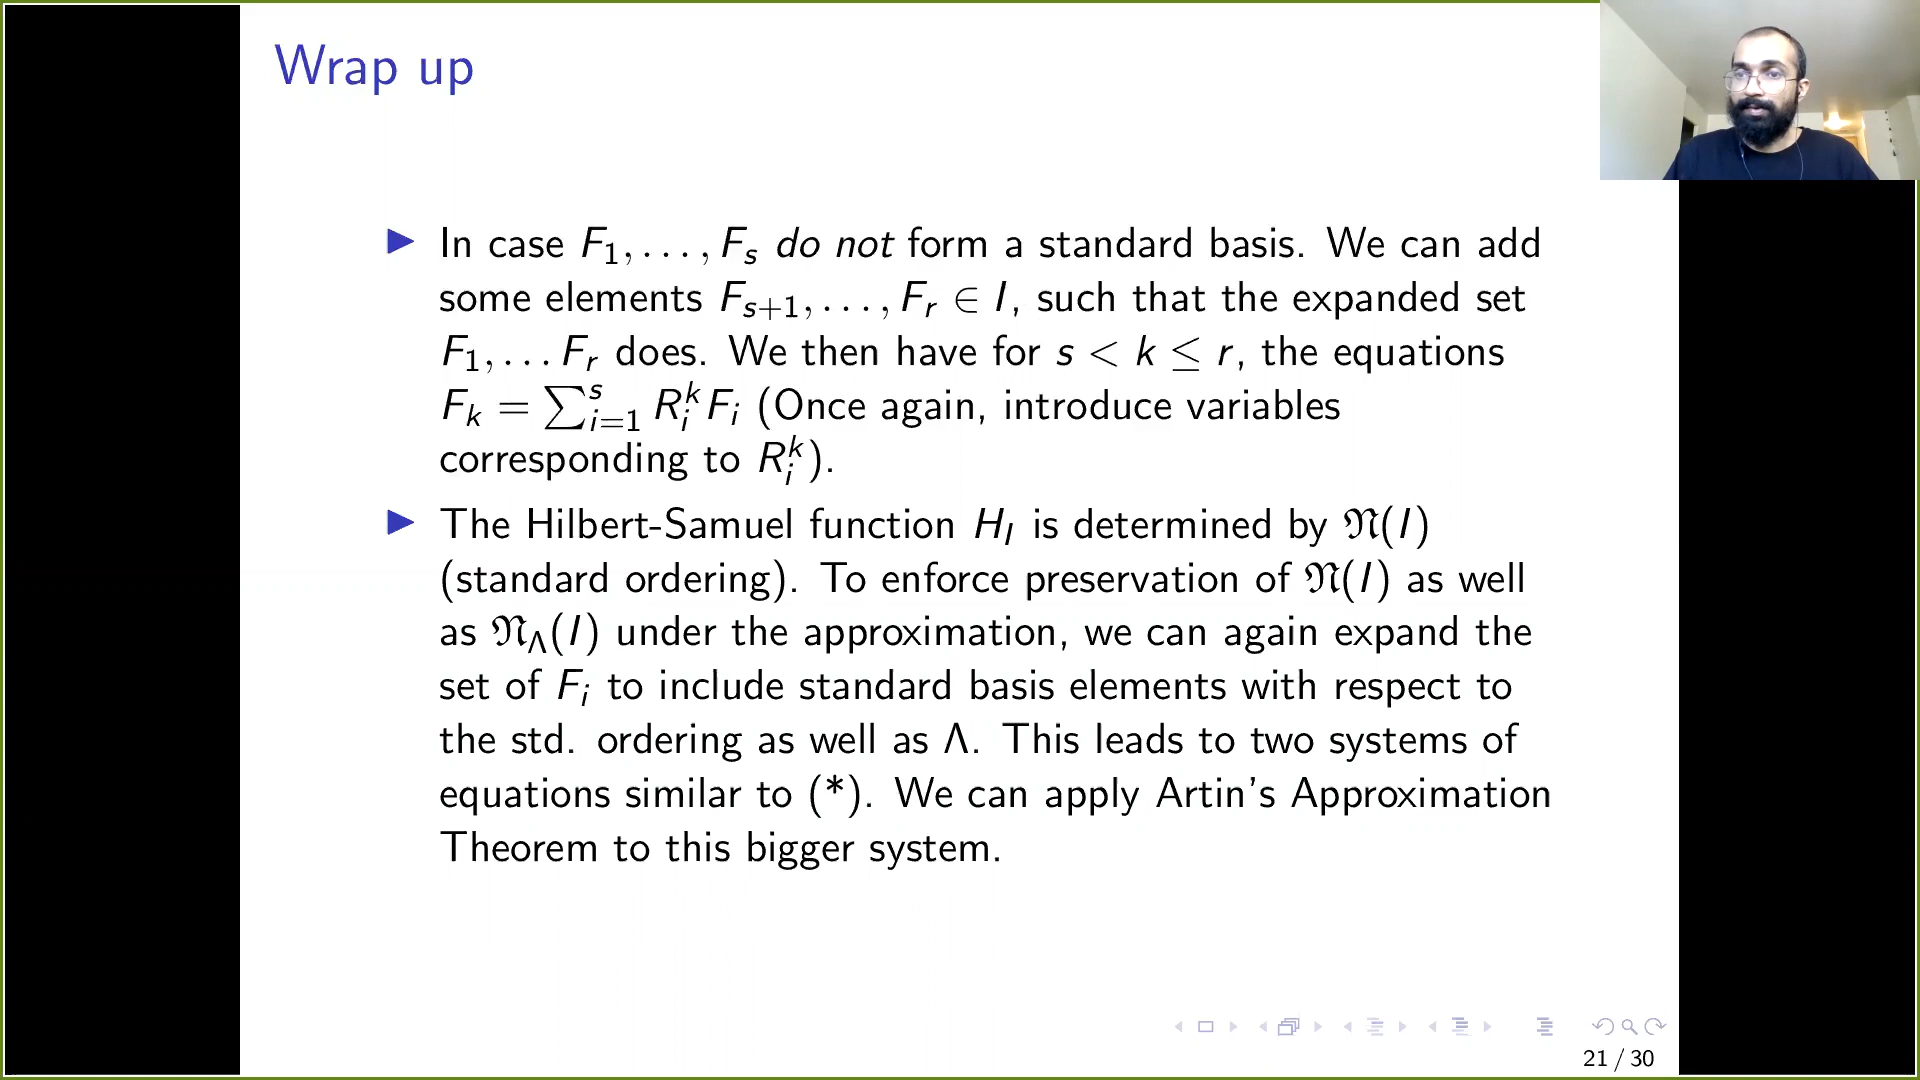 Wrap up
▶ In case F₁, . . . , Fₛ do not form a standard basis. We can add
some elements Fₛ₊₁, . . . , Fᵣ ∈ I, such that the expanded set
F₁, . . . Fᵣ does. We then have for s < k ≤ r, the equations
Fₖ = ∑ᵢ₌₁ˢ Rᵢᵏ Fᵢ (Once again, introduce variables
corresponding to Rᵢᵏ).
▶ The Hilbert-Samuel function H_I is determined by 𝔑(I)
(standard ordering). To enforce preservation of 𝔑(I) as well
as 𝔑_Λ(I) under the approximation, we can again expand the
set of Fᵢ to include standard basis elements with respect to
the std. ordering as well as Λ. This leads to two systems of
equations similar to (*). We can apply Artin's Approximation
Theorem to this bigger system.
21 / 30